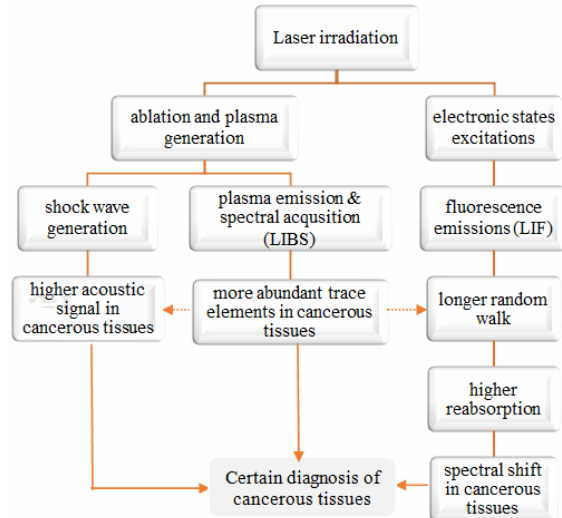 Laser irradiation
ablation and plasma
generation
electronic states
excitations
shock wave
generation
plasma emission &
spectral acqusition
(LIBS)
fluorescence
emissions (LIF)
higher acoustic
signal in
cancerous tissues
more abundant trace
elements in cancerous
tissues
longer random
walk
higher
reabsorption
Certain diagnosis of
cancerous tissues
spectral shift
in cancerous
tissues